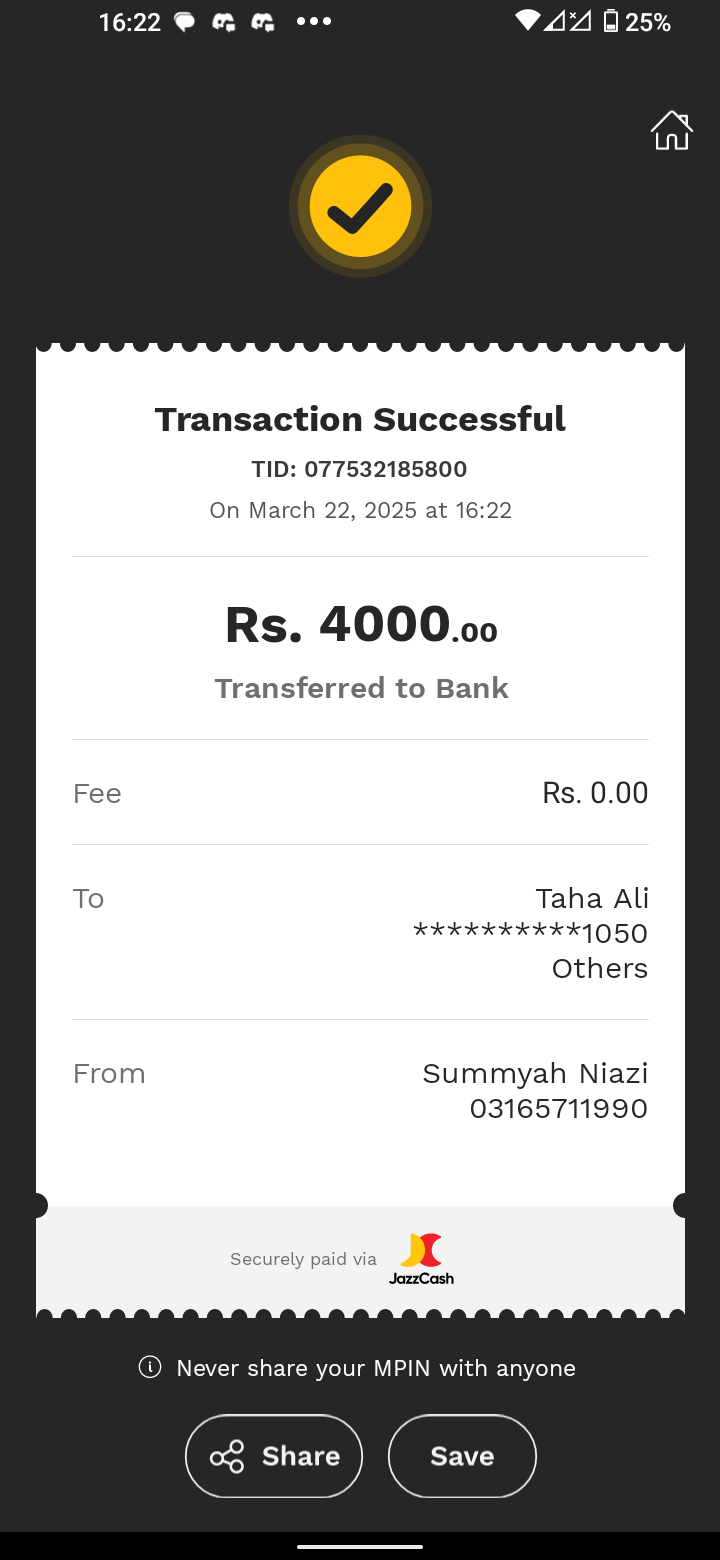 16:22 25%
Transaction Successful
TID: 077532185800
On March 22, 2025 at 16:22
Rs. 4000.00
Transferred to Bank
Fee Rs. 0.00
To Taha Ali
**********1050
Others
From Summyah Niazi
03165711990
Securely paid via JazzCash
Never share your MPIN with anyone
Share Save